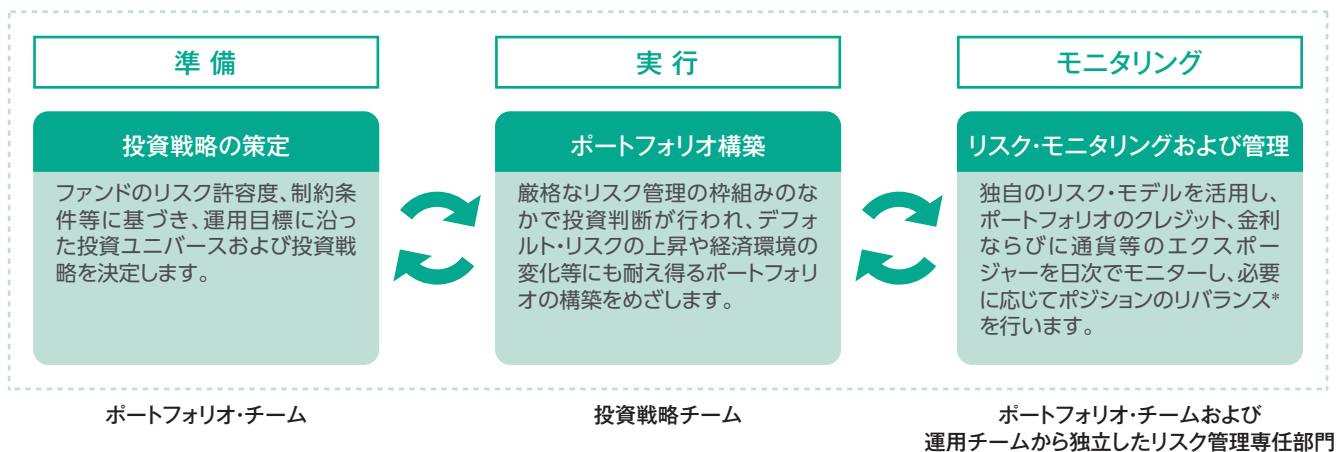 準備
実行
モニタリング
投資戦略の策定
ファンドのリスク許容度、制約条
件等に基づき、運用目標に沿っ
た投資ユニバースおよび投資戦
略を決定します。
ポートフォリオ構築
厳格なリスク管理の枠組みのな
かで投資判断が行われ、デフォ
ルト・リスクの上昇や経済環境の
変化等にも耐え得るポートフォリ
オの構築をめざします。
リスク・モニタリングおよび管理
独自のリスク・モデルを活用し、
ポートフォリオのクレジット、金利
ならびに通貨等のエクスポー
ジャーを日次でモニターし、必要
に応じてポジションのリバランス*
を行います。
ポートフォリオ・チーム
投資戦略チーム
ポートフォリオ・チームおよび
運用チームから独立したリスク管理専任部門